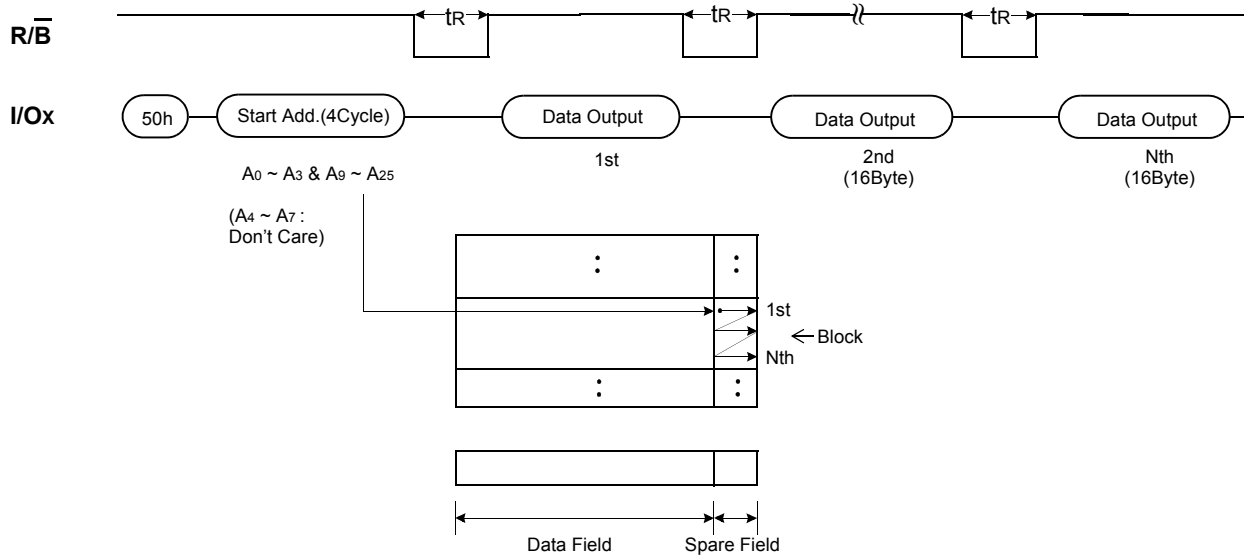 tR tR tR
R/B
I/Ox
50h Start Add.(4Cycle) Data Output Data Output Data Output
1st 2nd Nth
(16Byte) (16Byte)
A0 ~ A3 & A9 ~ A25
(A4 ~ A7 :
Don't Care)
1st
Block
Nth
Data Field Spare Field